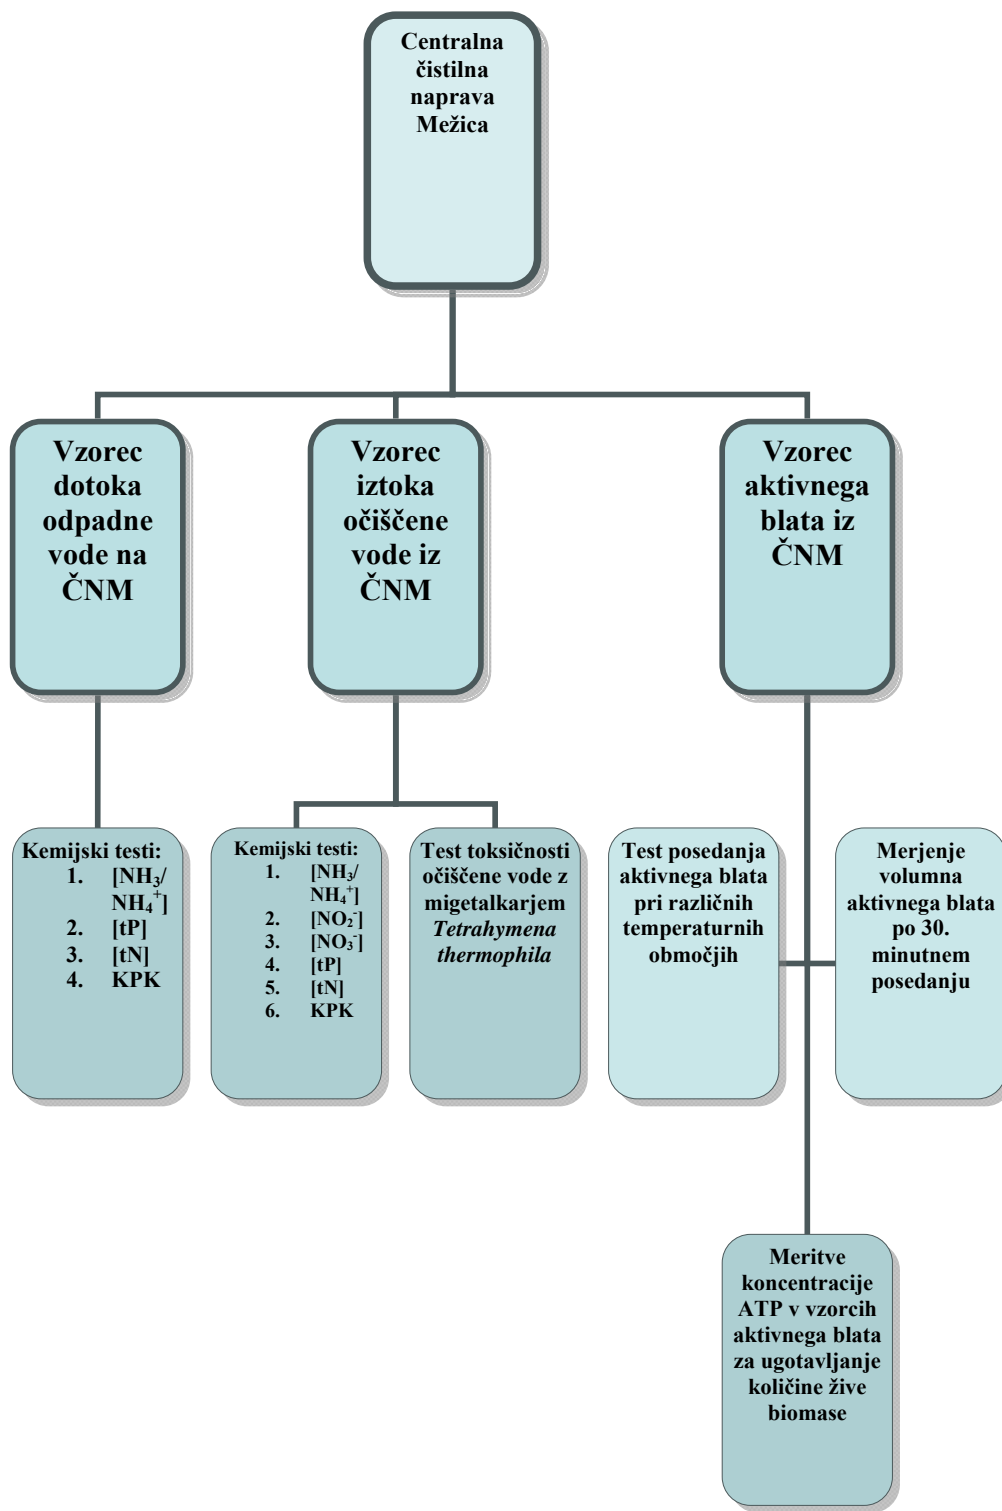 Centralna
čistilna
naprava
Mežica
Vzorec
dotoka
odpadne
vode na
ČNM
Vzorec
iztoka
očiščene
vode iz
ČNM
Vzorec
aktivnega
blata iz
ČNM
Kemijski testi:
1. [NH₃/
NH₄⁺]
2. [tP]
3. [tN]
4. KPK
Kemijski testi:
1. [NH₃/
NH₄⁺]
2. [NO₂⁻]
3. [NO₃⁻]
4. [tP]
5. [tN]
6. KPK
Test toksičnosti
očiščene vode z
migetalkarjem
Tetrahymena
thermophila
Test posedanja
aktivnega blata
pri različnih
temperaturnih
območjih
Merjenje
volumna
aktivnega blata
po 30.
minutnem
posedanju
Meritve
koncentracije
ATP v vzorcih
aktivnega blata
za ugotavljanje
količine žive
biomase